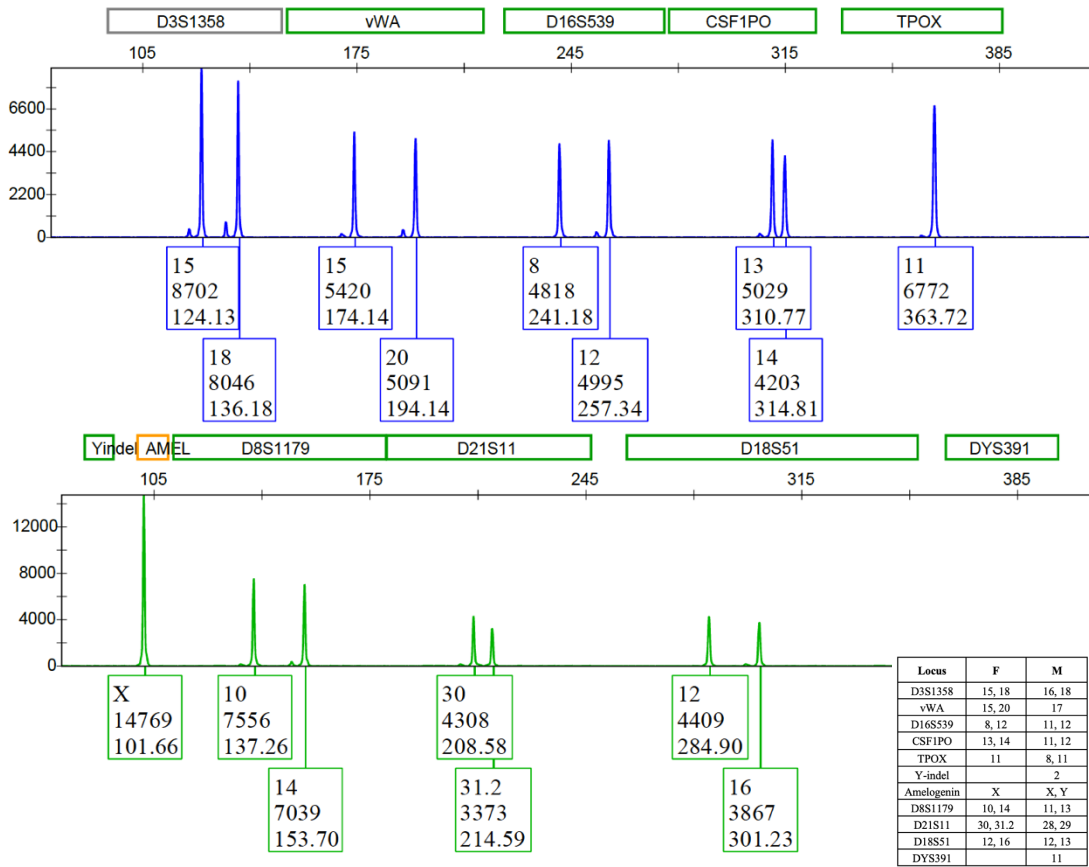 D3S1358 vWA D16S539 CSF1PO TPOX
105 175 245 315 385
6600
4400
2200
0
15 15 8 13 11
8702 5420 4818 5029 6772
124.13 174.14 241.18 310.77 363.72
18 20 12 14
8046 5091 4995 4203
136.18 194.14 257.34 314.81
Yindel AMEL D8S1179 D21S11 D18S51 DYS391
105 175 245 315 385
12000
8000
4000
0
X 10 30 12
14769 7556 4308 4409
101.66 137.26 208.58 284.90
14 31.2 16
7039 3373 3867
153.70 214.59 301.23
Locus F M
D3S1358 15, 18 16, 18
vWA 15, 20 17
D16S539 8, 12 11, 12
CSF1PO 13, 14 11, 12
TPOX 11 8, 11
Y-indel 2
Amelogenin X X, Y
D8S1179 10, 14 11, 13
D21S11 30, 31.2 28, 29
D18S51 12, 16 12, 13
DYS391 11